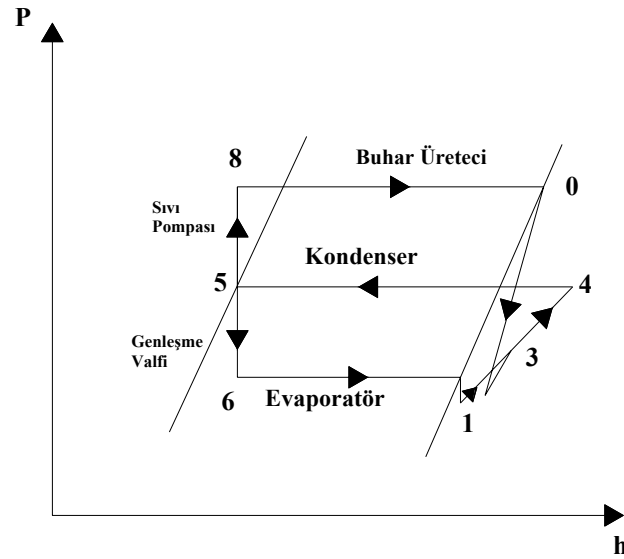 P
8
Buhar Üreteci
0
Sıvı
Pompası
Kondenser
5
4
Genleşme
Valfi
3
6
Evaporatör
1
h